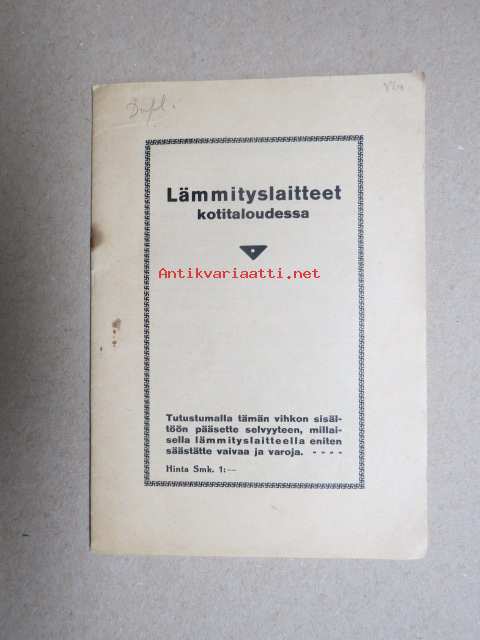 Dupl.
Lämmityslaitteet
kotitaloudessa
Antikvariaatti.net
Tutustumalla tämän vihkon sisäl-
töön pääsette selvyyteen, millai-
sella lämmityslaitteella eniten
säästätte vaivaa ja varoja. - - - -
Hinta Smk. 1:—